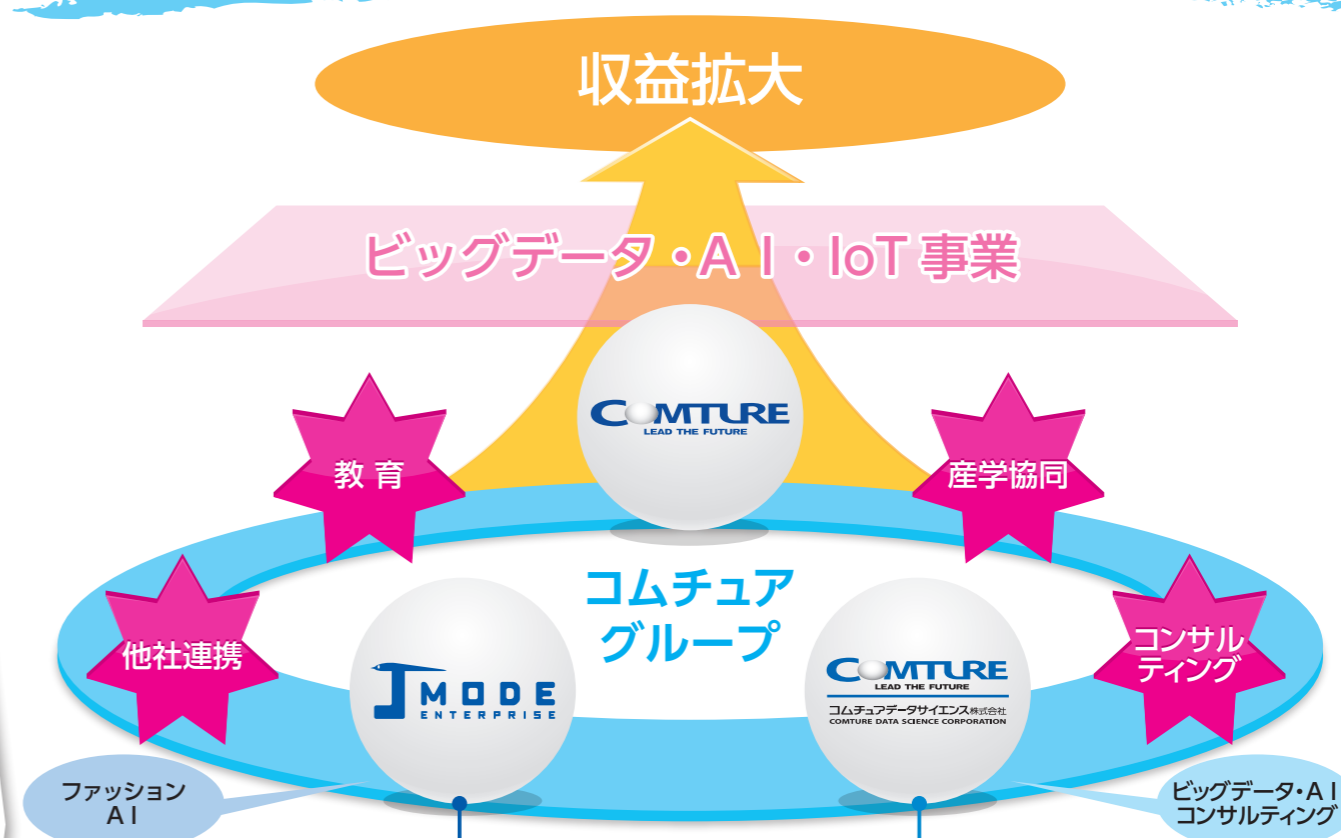 収益拡大
ビッグデータ・AI・IoT事業
COMTURE
LEAD THE FUTURE
教育
産学協同
コムチュア
グループ
他社連携
コンサル
ティング
JMODE
ENTERPRISE
COMTURE
LEAD THE FUTURE
コムチュアデータサイエンス株式会社
COMTURE DATA SCIENCE CORPORATION
ファッション
AI
ビッグデータ・AI
コンサルティング